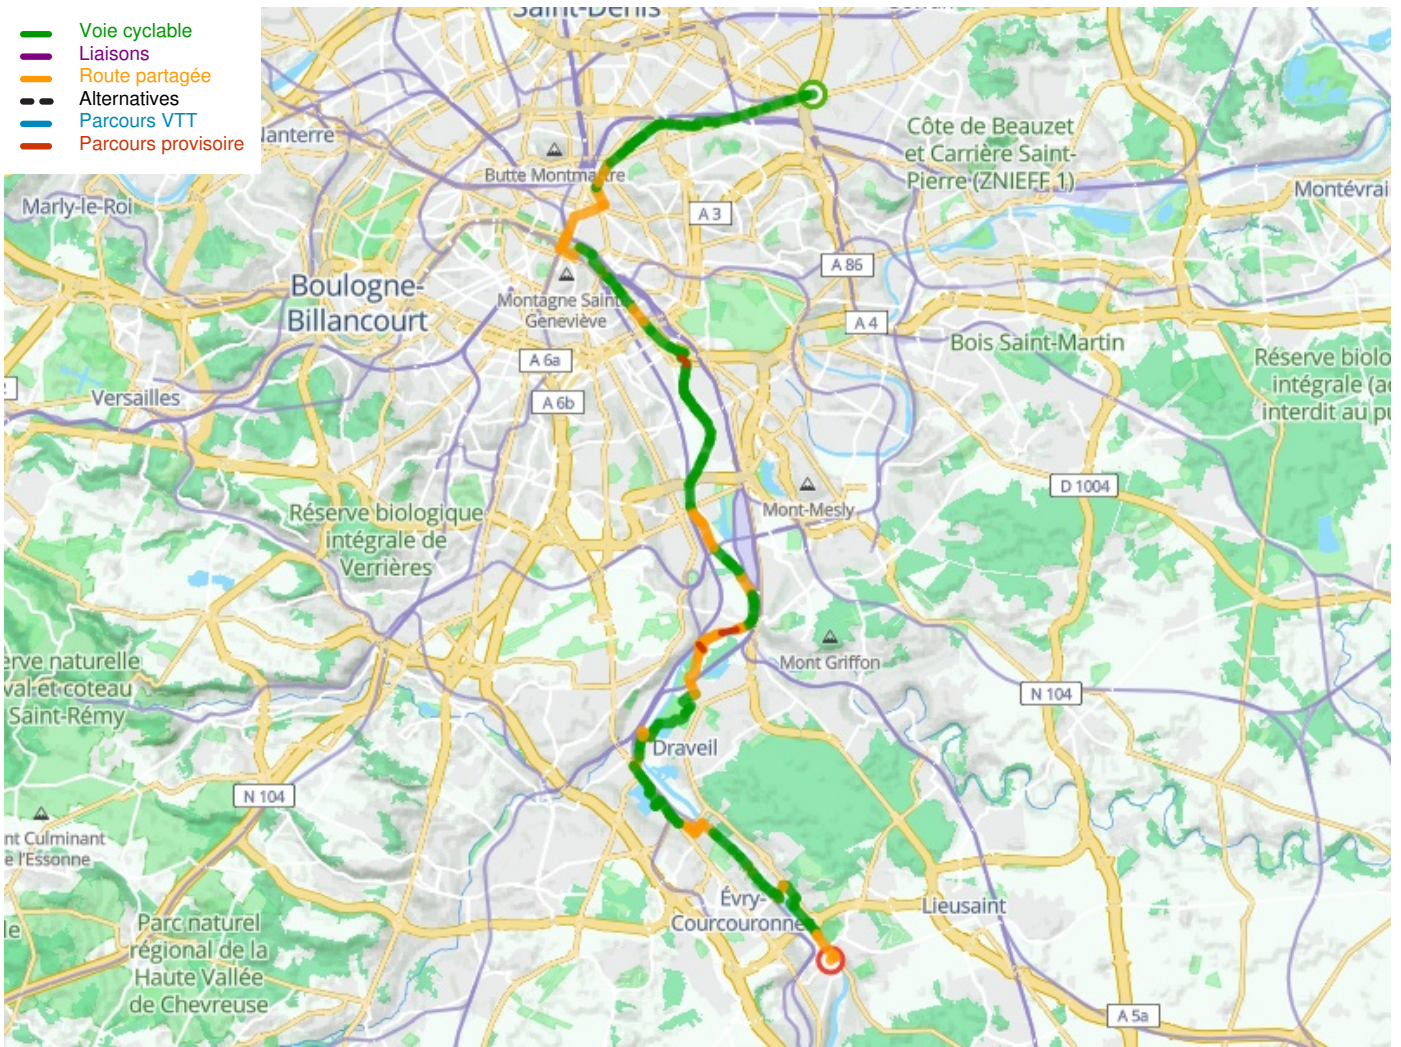 Voie cyclable
Liaisons
Route partagée
Alternatives
Parcours VTT
Parcours provisoire
Saint-Denis
Nanterre
Butte Montmartre
Côte de Beauzet
et Carrière Saint-
Pierre (ZNIEFF 1)
Montévrai
Marly-le-Roi
A 3
A 86
Boulogne-
Billancourt
Montagne Sainte
Geneviève
A 4
Bois Saint-Martin
A 6a
Réserve biolo
intégrale (ac
interdit au pu
Versailles
A 6b
D 1004
Mont-Mesly
Réserve biologique
intégrale de
Verrières
Mont Griffon
erve naturelle
val et coteau
Saint-Rémy
N 104
Draveil
N 104
nt Culminant
e l'Essonne
Évry-
Courcouronnes
Lieusaint
Parc naturel
régional de la
Haute Vallée
de Chevreuse
le
A 5a